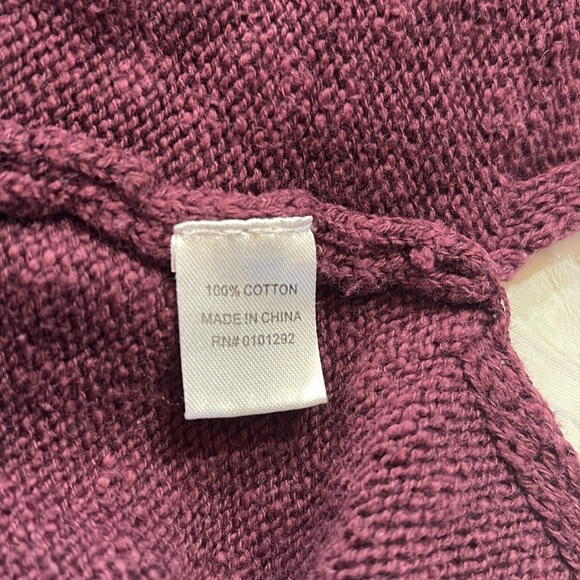 100% COTTON
MADE IN CHINA
RN# 0101292